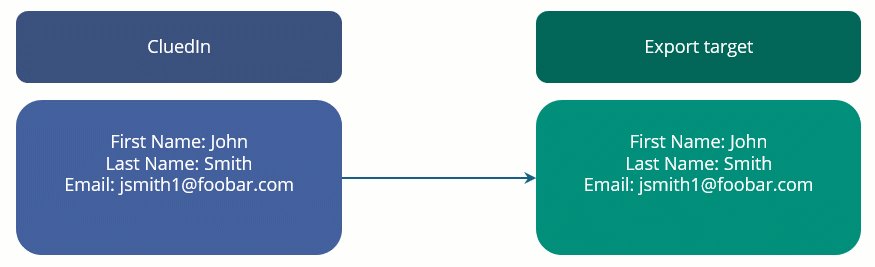 CluedIn
Export target
First Name: John
Last Name: Smith
Email: jsmith1@foobar.com
First Name: John
Last Name: Smith
Email: jmith1@foobar.com